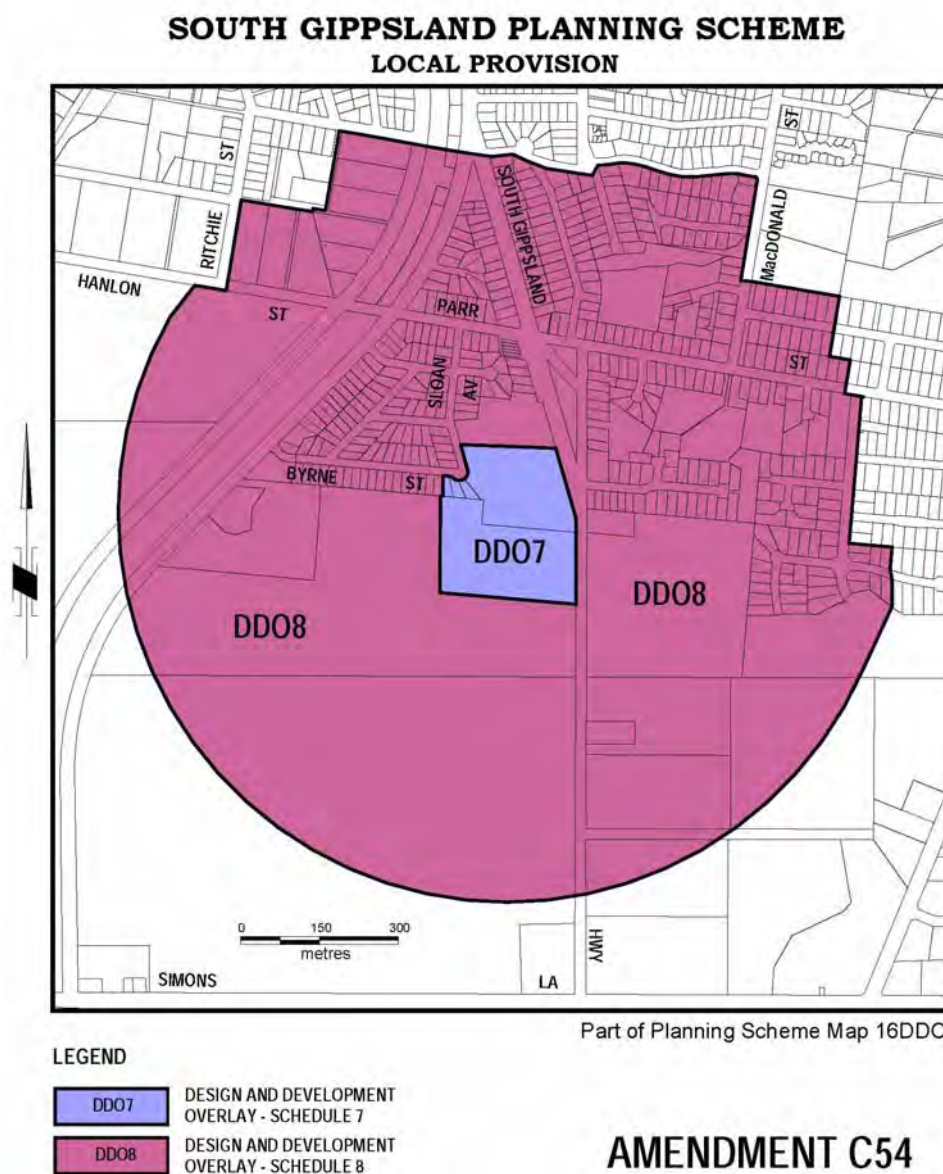 SOUTH GIPPSLAND PLANNING SCHEME
LOCAL PROVISION
ST
RITCHIE
HANLON
ST
SOUTH GIPPSLAND
MacDONALD
ST
PARR
ST
SLOAN
AV
BYRNE
ST
DDO7
DDO8
DDO8
0 150 300
metres
SIMONS
LA
HWY
Part of Planning Scheme Map 16DDO
LEGEND
DDO7
DESIGN AND DEVELOPMENT
OVERLAY - SCHEDULE 7
DDO8
DESIGN AND DEVELOPMENT
OVERLAY - SCHEDULE 8
AMENDMENT C54